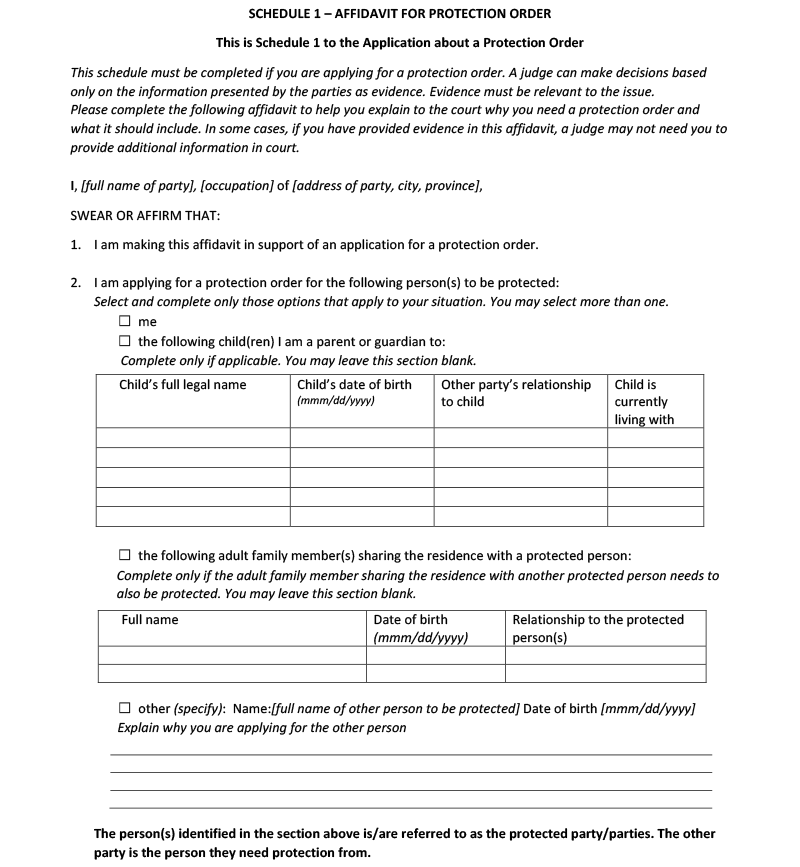 SCHEDULE 1 – AFFIDAVIT FOR PROTECTION ORDER
This is Schedule 1 to the Application about a Protection Order
This schedule must be completed if you are applying for a protection order. A judge can make decisions based
only on the information presented by the parties as evidence. Evidence must be relevant to the issue.
Please complete the following affidavit to help you explain to the court why you need a protection order and
what it should include. In some cases, if you have provided evidence in this affidavit, a judge may not need you to
provide additional information in court.
I, [full name of party], [occupation] of [address of party, city, province],
SWEAR OR AFFIRM THAT:
1. I am making this affidavit in support of an application for a protection order.
2. I am applying for a protection order for the following person(s) to be protected:
Select and complete only those options that apply to your situation. You may select more than one.
☐ me
☐ the following child(ren) I am a parent or guardian to:
Complete only if applicable. You may leave this section blank.
Child's full legal name
Child's date of birth
(mmm/dd/yyyy)
Other party's relationship
to child
Child is
currently
living with
☐ the following adult family member(s) sharing the residence with a protected person:
Complete only if the adult family member sharing the residence with another protected person needs to
also be protected. You may leave this section blank.
Full name
Date of birth
(mmm/dd/yyyy)
Relationship to the protected
person(s)
☐ other (specify): Name:[full name of other person to be protected] Date of birth [mmm/dd/yyyy]
Explain why you are applying for the other person
The person(s) identified in the section above is/are referred to as the protected party/parties. The other
party is the person they need protection from.